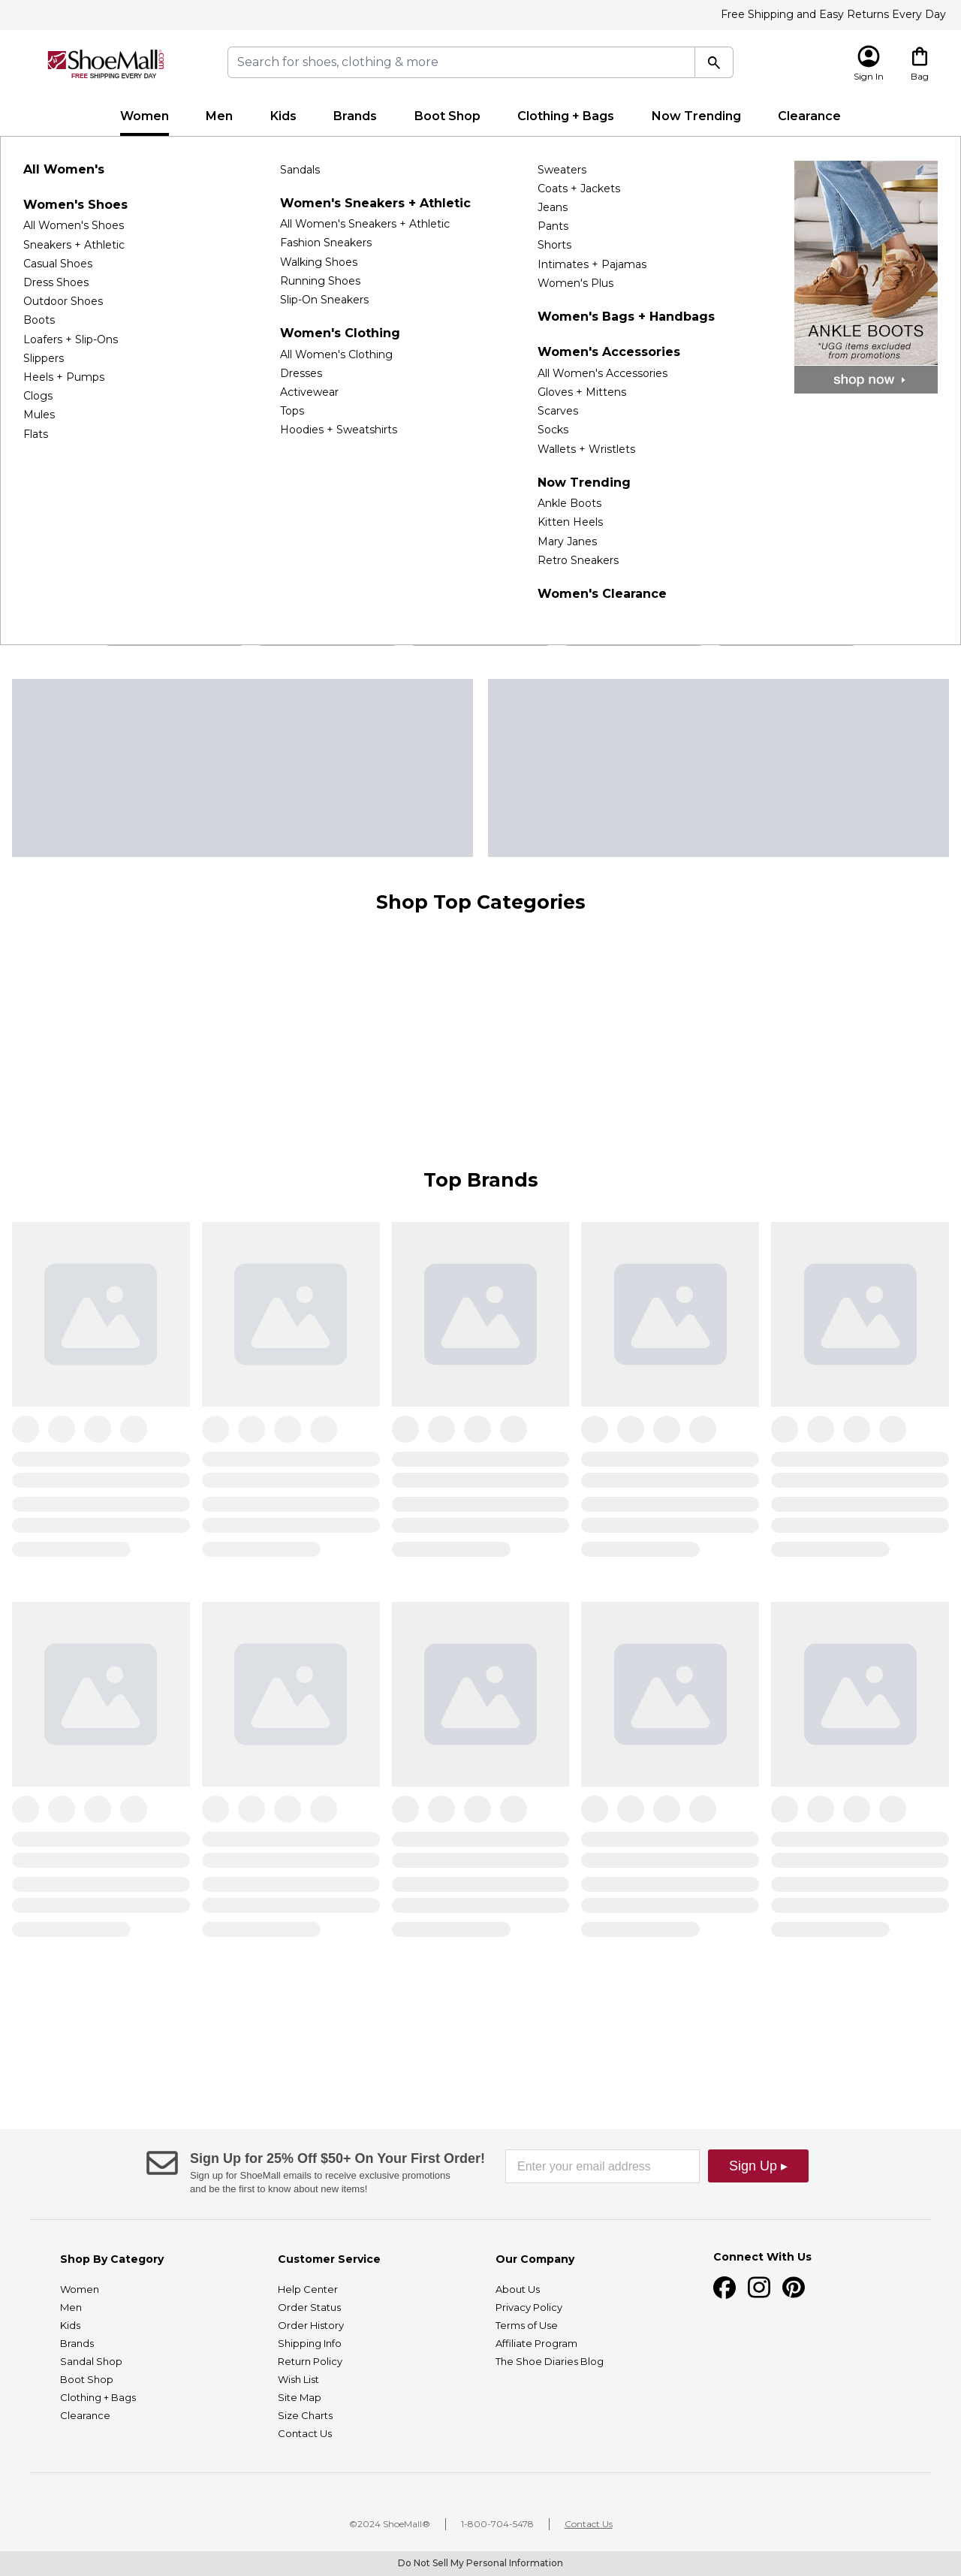 Free Shipping and Easy Returns Every Day
ShoeMall.com
FREE SHIPPING EVERY DAY
Search for shoes, clothing & more
Sign In
Bag
Women
Men
Kids
Brands
Boot Shop
Clothing + Bags
Now Trending
Clearance
All Women's
Women's Shoes
All Women's Shoes
Sneakers + Athletic
Casual Shoes
Dress Shoes
Outdoor Shoes
Boots
Loafers + Slip-Ons
Slippers
Heels + Pumps
Clogs
Mules
Flats
Sandals
Women's Sneakers + Athletic
All Women's Sneakers + Athletic
Fashion Sneakers
Walking Shoes
Running Shoes
Slip-On Sneakers
Women's Clothing
All Women's Clothing
Dresses
Activewear
Tops
Hoodies + Sweatshirts
Sweaters
Coats + Jackets
Jeans
Pants
Shorts
Intimates + Pajamas
Women's Plus
Women's Bags + Handbags
Women's Accessories
All Women's Accessories
Gloves + Mittens
Scarves
Socks
Wallets + Wristlets
Now Trending
Ankle Boots
Kitten Heels
Mary Janes
Retro Sneakers
Women's Clearance
ANKLE BOOTS
*UGG items excluded
from promotions
shop now
Shop Top Categories
Top Brands
Sign Up for 25% Off $50+ On Your First Order!
Sign up for ShoeMall emails to receive exclusive promotions
and be the first to know about new items!
Enter your email address
Sign Up ▸
Shop By Category
Women
Men
Kids
Brands
Sandal Shop
Boot Shop
Clothing + Bags
Clearance
Customer Service
Help Center
Order Status
Order History
Shipping Info
Return Policy
Wish List
Site Map
Size Charts
Contact Us
Our Company
About Us
Privacy Policy
Terms of Use
Affiliate Program
The Shoe Diaries Blog
Connect With Us
©2024 ShoeMall®
1-800-704-5478
Contact Us
Do Not Sell My Personal Information